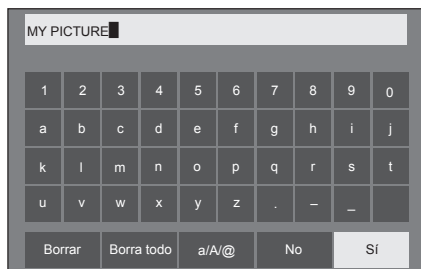 MY PICTURE
1 2 3 4 5 6 7 8 9 0
a b c d e f g h i j
k l m n o p q r s t
u v w x y z . – _
Borrar Borra todo a/A/@ No Sí